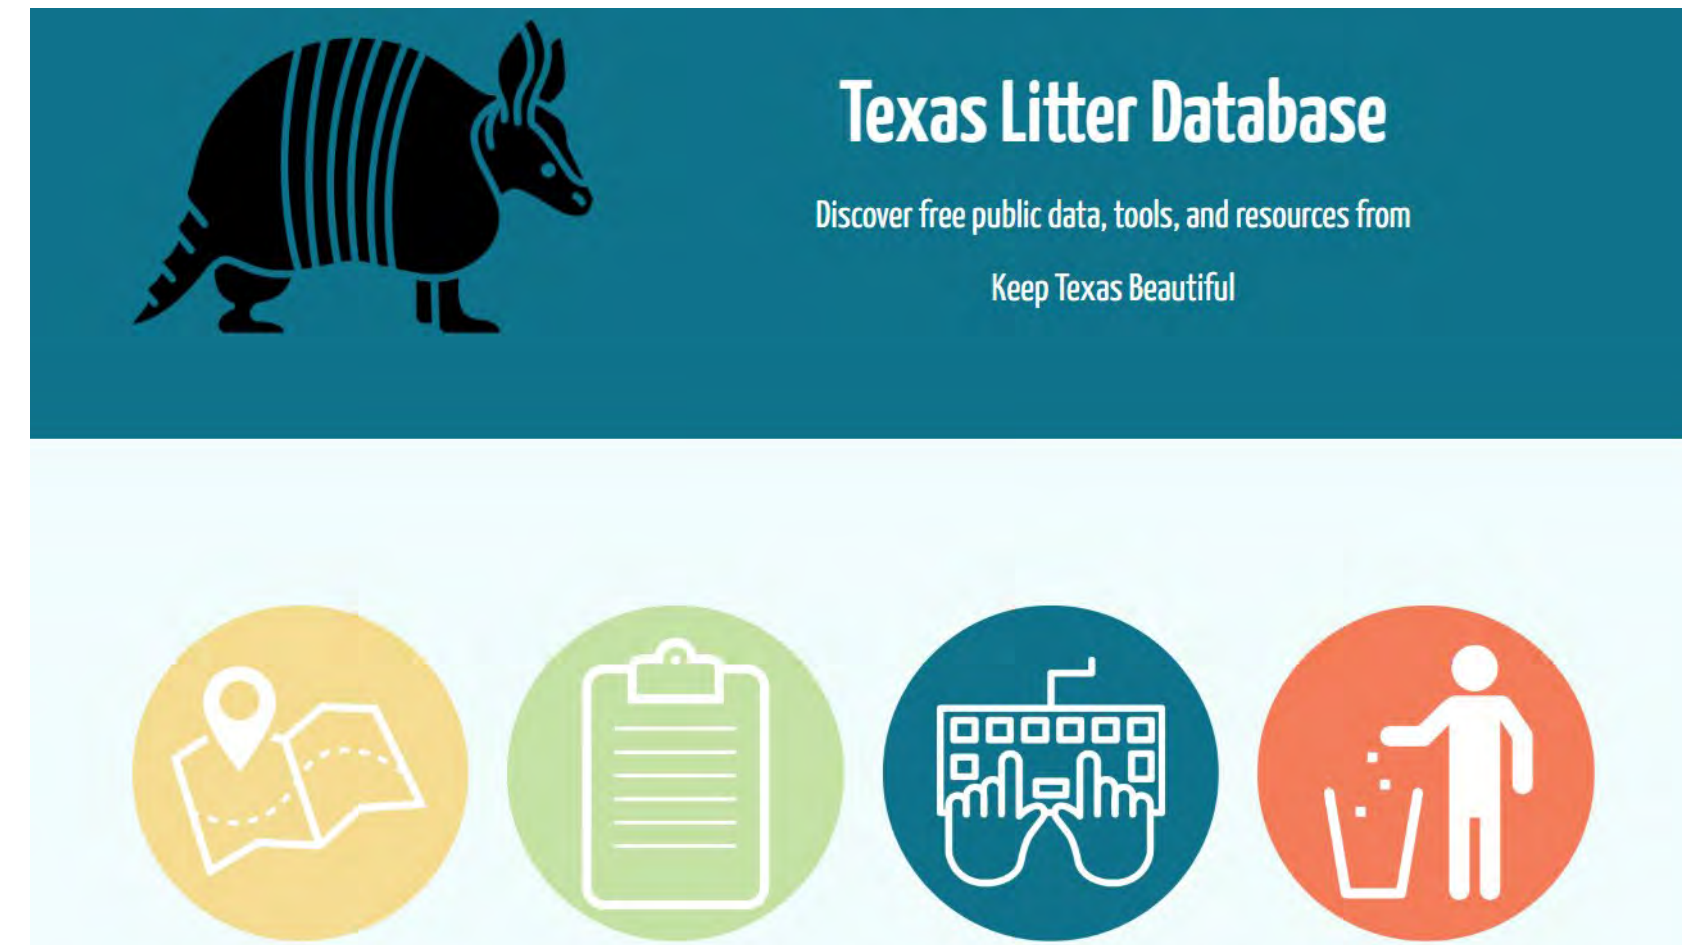 Texas Litter Database
Discover free public data, tools, and resources from
Keep Texas Beautiful